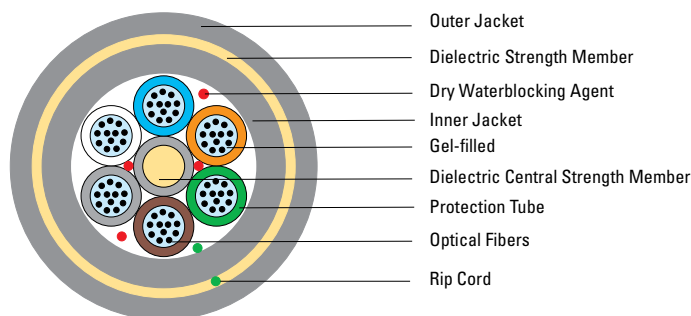 Outer Jacket
Dielectric Strength Member
Dry Waterblocking Agent
Inner Jacket
Gel-filled
Dielectric Central Strength Member
Protection Tube
Optical Fibers
Rip Cord